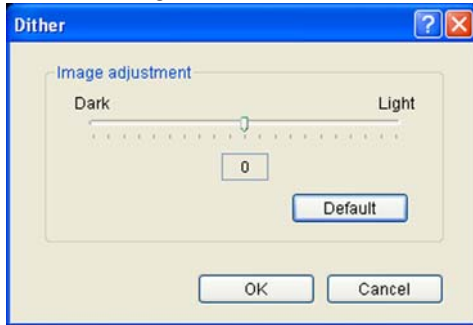 Dither
Image adjustment
Dark Light
0
Default
OK Cancel